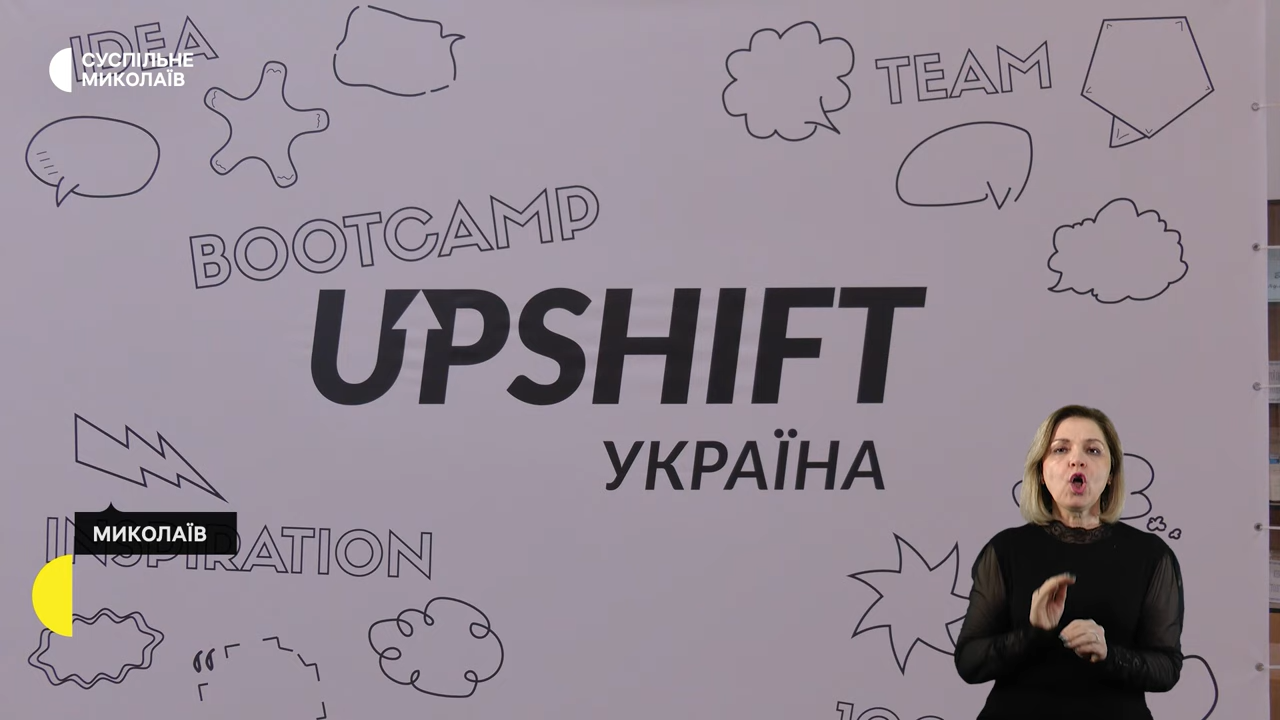 IDEA
СУСПІЛЬНЕ
МИКОЛАЇВ
TEAM
BOOTCAMP
UPSHIFT
УКРАЇНА
МИКОЛАЇВ
INSPIRATION